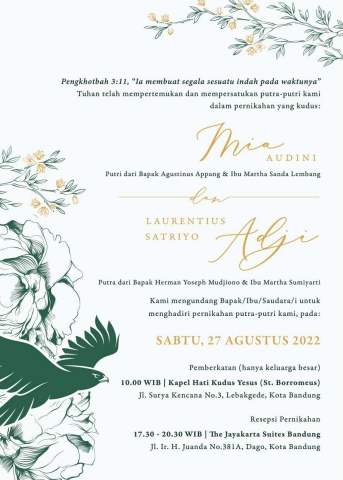 Pengkhotbah 3:11, “Ia membuat segala sesuatu indah pada waktunya”
Tuhan telah mempertemukan dan mempersatukan putra-putri kami
dalam pernikahan yang kudus:
Mia
AUDINI
Putri dari Bapak Agustinus Appang & Ibu Martha Sanda Lembang
dan
LAURENTIUS
SATRIYO
Adji
Putra dari Bapak Herman Yoseph Mudjiono & Ibu Martha Sumiyarti
Kami mengundang Bapak/Ibu/Saudara/i untuk
menghadiri pernikahan putra-putri kami, pada:
SABTU, 27 AGUSTUS 2022
Pemberkatan (hanya keluarga besar)
10.00 WIB | Kapel Hati Kudus Yesus (St. Borromeus)
Jl. Surya Kencana No.3, Lebakgede, Kota Bandung
Resepsi Pernikahan
17.30 - 20.30 WIB | The Jayakarta Suites Bandung
Jl. Ir. H. Juanda No.381A, Dago, Kota Bandung